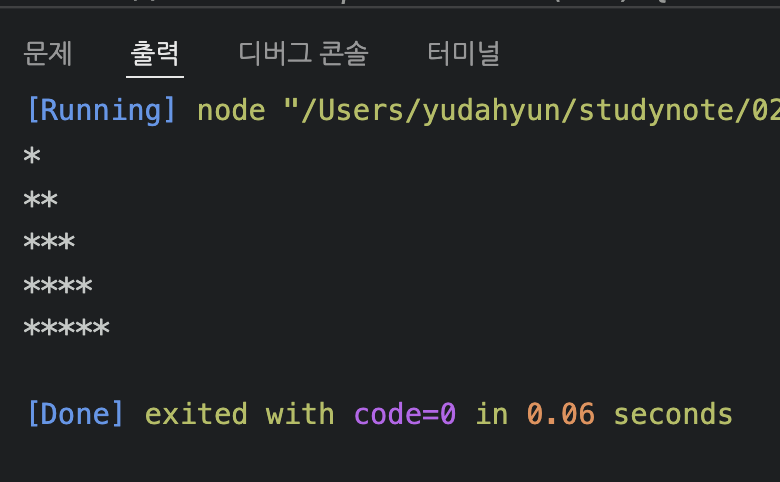 문제 출력 디버그 콘솔 터미널
[Running] node "/Users/yudahyun/studynote/02
*
**
***
****
*****
[Done] exited with code=0 in 0.06 seconds